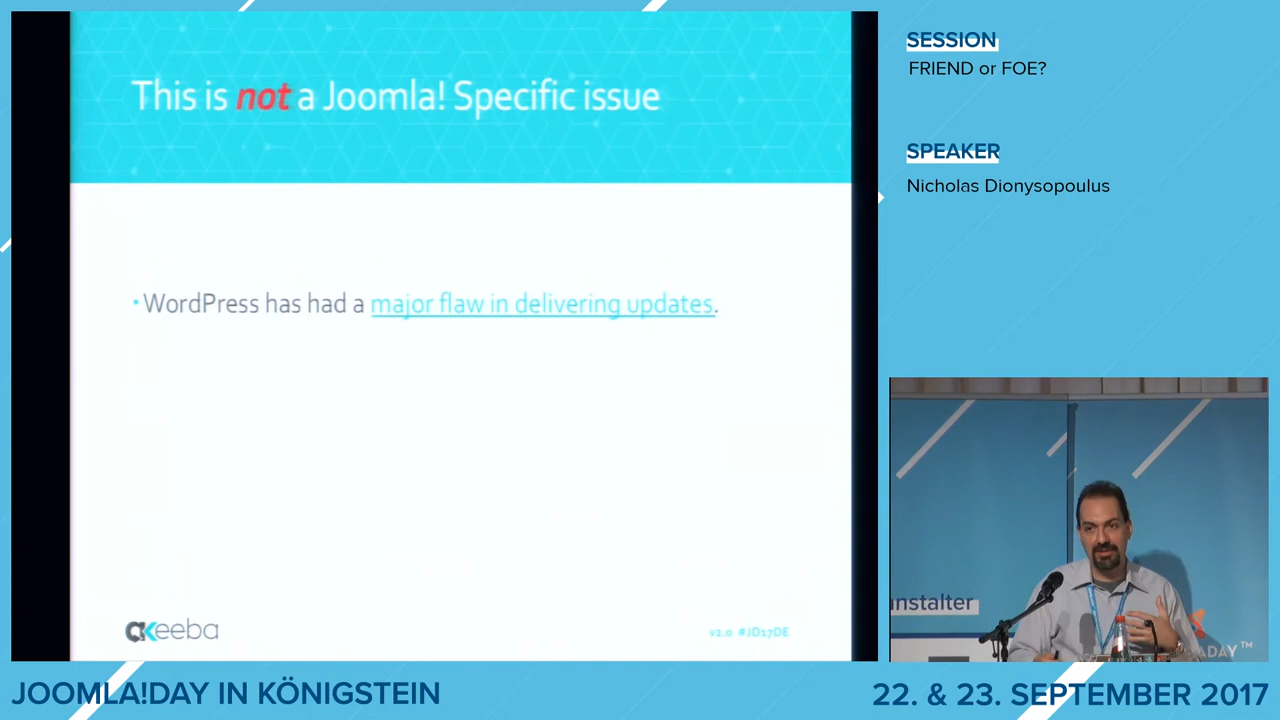 This is not a Joomla! Specific issue
• WordPress has had a major flaw in delivering updates.
akeeba
v2.0 #JD17DE
SESSION
FRIEND or FOE?
SPEAKER
Nicholas Dionysopoulus
nstalter
ADAY™
JOOMLA!DAY IN KÖNIGSTEIN
22. & 23. SEPTEMBER 2017